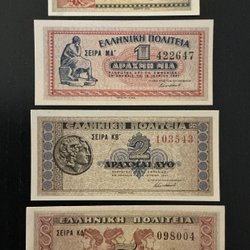 ΕΛΛΗΝΙΚΗ ΠΟΛΙΤΕΙΑ
ΣΕΙΡΑ ΜΑ΄
1
422647
ΔΡΑΧΜΗ ΜΙΑ
ΕΛΛΗΝΙΚΗ ΠΟΛΙΤΕΙΑ
ΣΕΙΡΑ ΚΒ΄
2
103543
ΔΡΑΧΜΑΙ ΔΥΟ
ΕΛΛΗΝΙΚΗ ΠΟΛΙΤΕΙΑ
098004